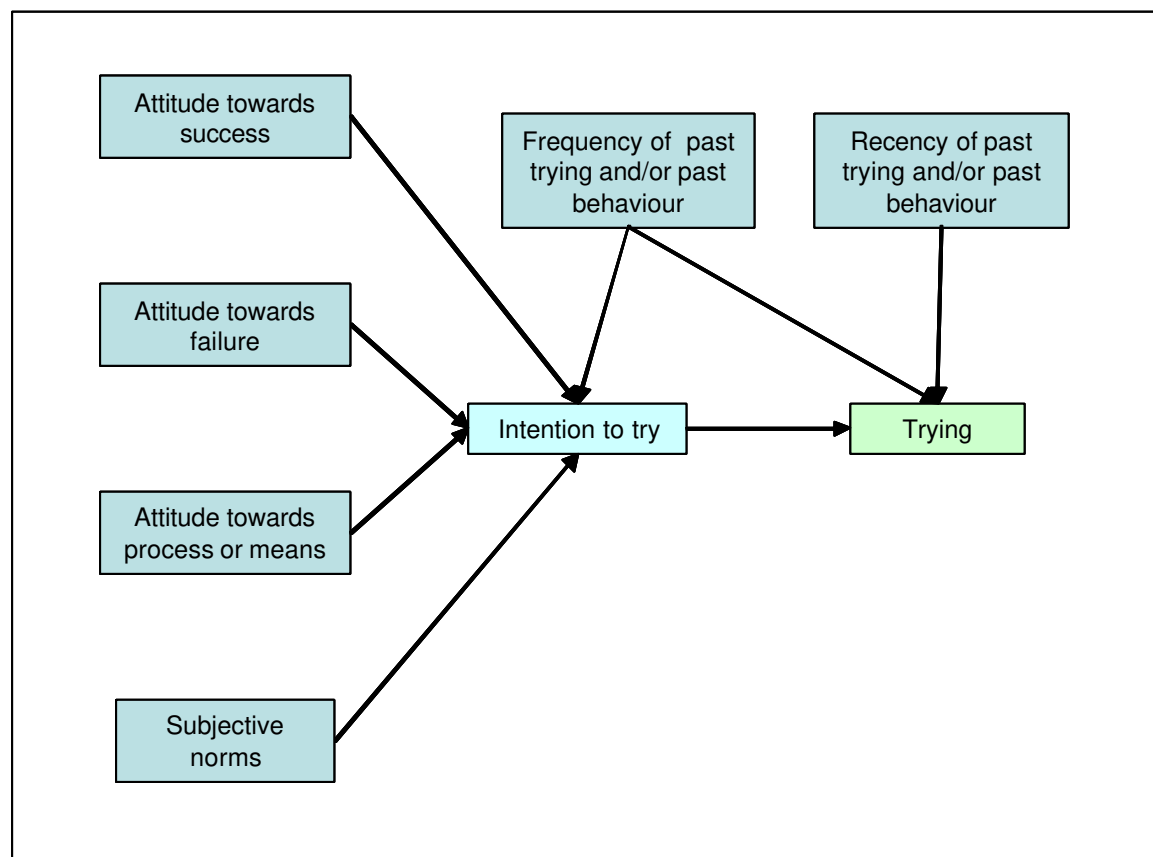 Attitude towards
success
Frequency of past
trying and/or past
behaviour
Recency of past
trying and/or past
behaviour
Attitude towards
failure
Intention to try
Trying
Attitude towards
process or means
Subjective
norms